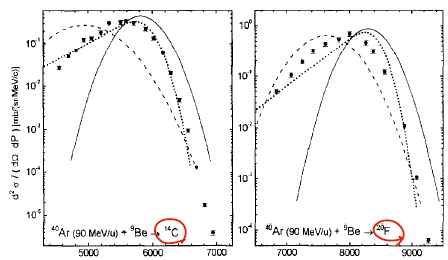 d²σ / ( dΩ dP ) [mb/(sr/MeV/c)]
10⁻¹
10⁻²
10⁻³
10⁻⁴
10⁻⁵
⁴⁰Ar (90 MeV/u) + ⁹Be → ¹⁴C
5000 6000 7000
10⁻¹
10⁻²
10⁻³
10⁻⁴
⁴⁰Ar (90 MeV/u) + ⁹Be → ²⁰F
7000 8000 9000